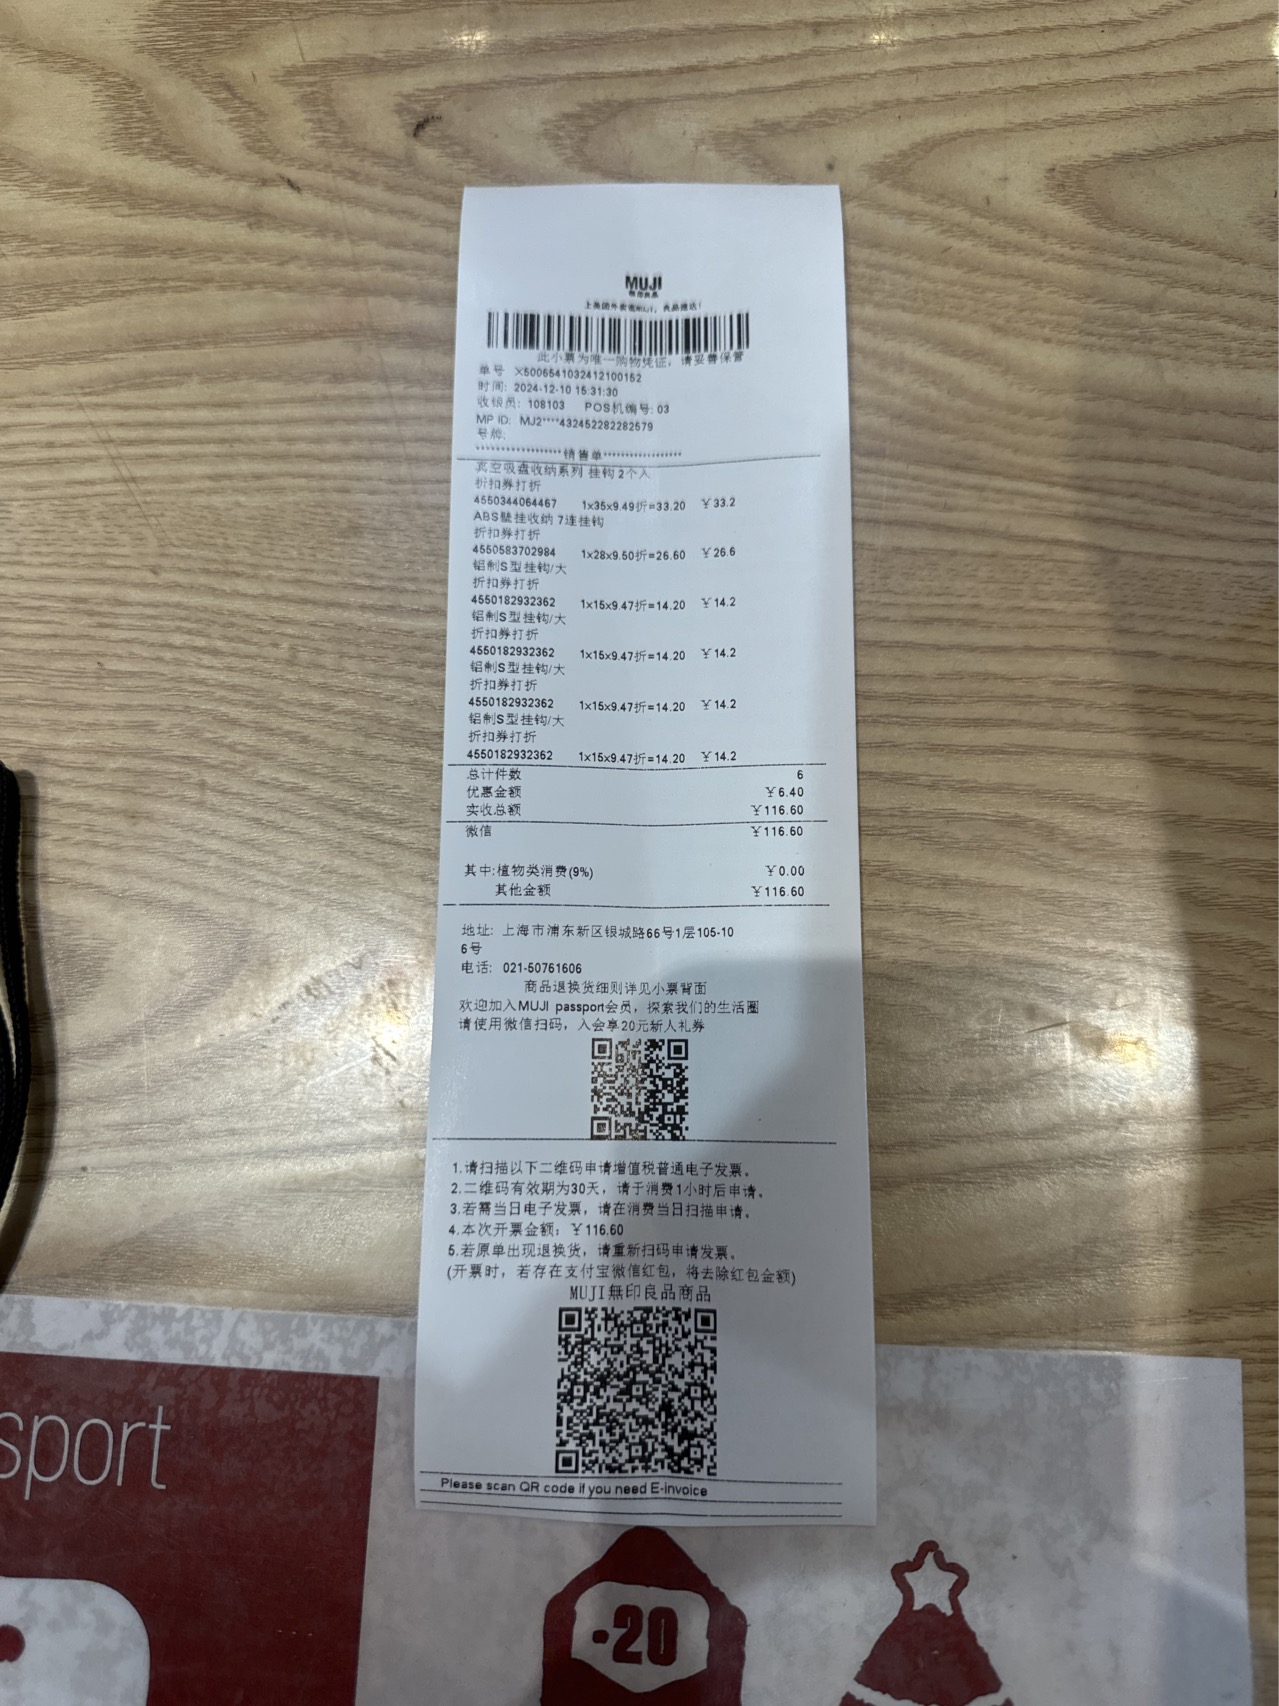 MUJI
無印良品
上美团外卖搜MUJI，良品速达！
此小票为唯一购物凭证，请妥善保管
单号 X5006541032412100152
时间: 2024-12-10 15:31:30
收银员: 108103 POS机编号: 03
MP ID: MJ2****432452282282579
号牌:
******************销售单*****************
真空吸盘收纳系列 挂钩 2个入
折扣券打折
4550344064467 1x35x9.49折=33.20 ￥33.2
ABS壁挂收纳 7连挂钩
折扣券打折
4550583702984 1x28x9.50折=26.60 ￥26.6
铝制S型挂钩/大
折扣券打折
4550182932362 1x15x9.47折=14.20 ￥14.2
铝制S型挂钩/大
折扣券打折
4550182932362 1x15x9.47折=14.20 ￥14.2
铝制S型挂钩/大
折扣券打折
4550182932362 1x15x9.47折=14.20 ￥14.2
铝制S型挂钩/大
折扣券打折
4550182932362 1x15x9.47折=14.20 ￥14.2
总计件数 6
优惠金额 ￥6.40
实收总额 ￥116.60
微信 ￥116.60
其中:植物类消费(9%) ￥0.00
其他金额 ￥116.60
地址: 上海市浦东新区银城路66号1层105-10
6号
电话: 021-50761606
商品退换货细则详见小票背面
欢迎加入MUJI passport会员，探索我们的生活圈
请使用微信扫码，入会享20元新人礼券
1.请扫描以下二维码申请增值税普通电子发票。
2.二维码有效期为30天，请于消费1小时后申请。
3.若需当日电子发票，请在消费当日扫描申请。
4.本次开票金额: ￥116.60
5.若原单出现退换货，请重新扫码申请发票。
(开票时，若存在支付宝微信红包，将去除红包金额)
MUJI無印良品商品
Please scan QR code if you need E-invoice
sport
-20